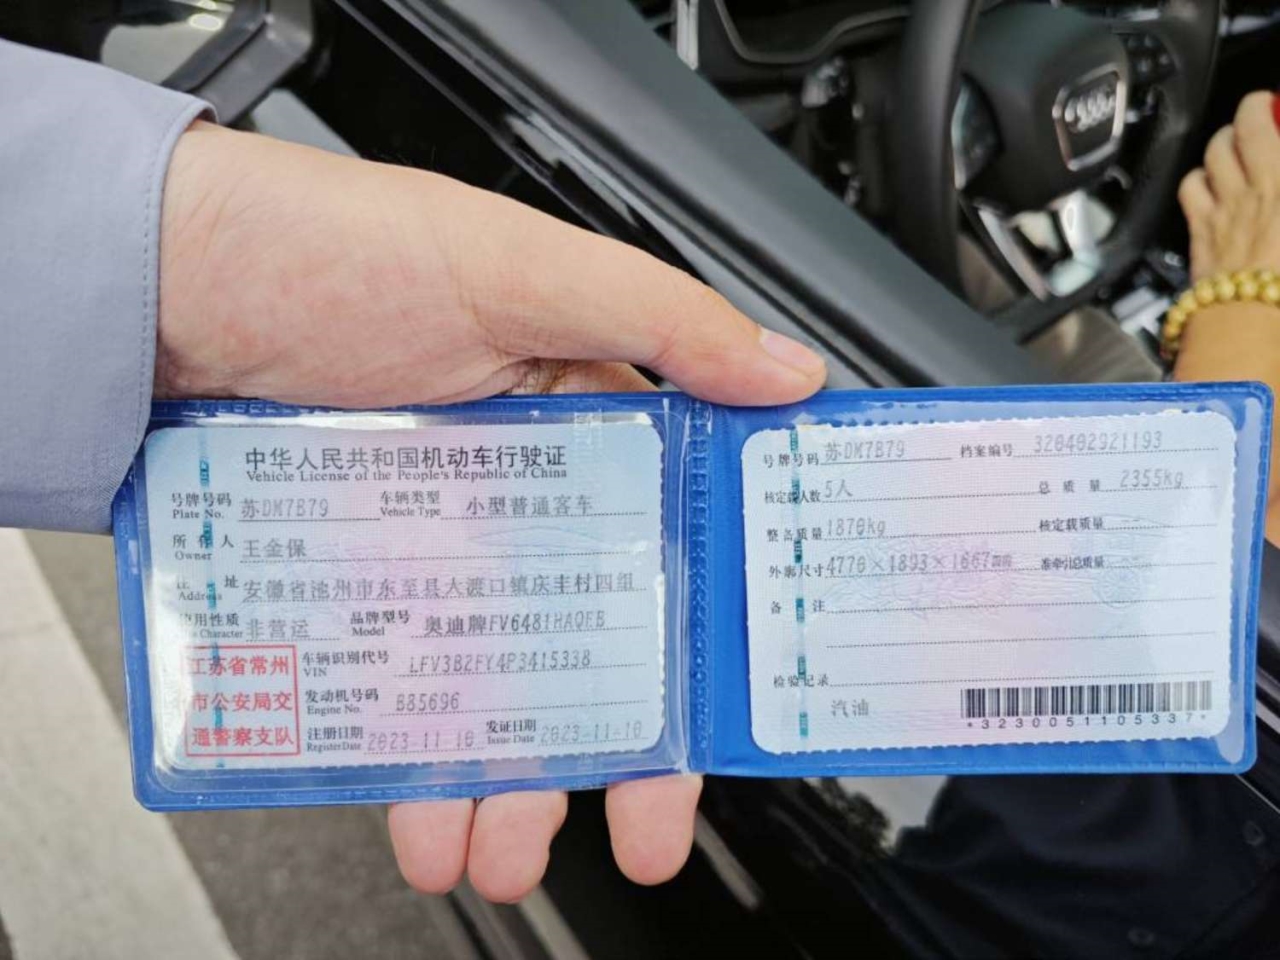 中华人民共和国机动车行驶证
Vehicle License of the People's Republic of China
号牌号码 苏DM7B79 车辆类型 小型普通客车
Plate No. Vehicle Type
所有人 王金保
Owner
住址 安徽省池州市东至县大渡口镇庆丰村四组
Address
使用性质 非营运 品牌型号 奥迪牌FV6481HAQEB
Use Character Model
江苏省常州
市公安局交
通警察支队
车辆识别代号 LFV3B2FY4P3415338
VIN
发动机号码 B85696
Engine No.
注册日期 2023-11-10 发证日期 2023-11-10
Register Date Issue Date
号牌号码 苏DM7B79 档案编号 320402921193
核定载人数 5人 总质量 2355kg
整备质量 1870kg 核定载质量 --
外廓尺寸 4770×1893×1667mm 准牵引总质量 --
备注
检验记录
汽油
*3230051105337*